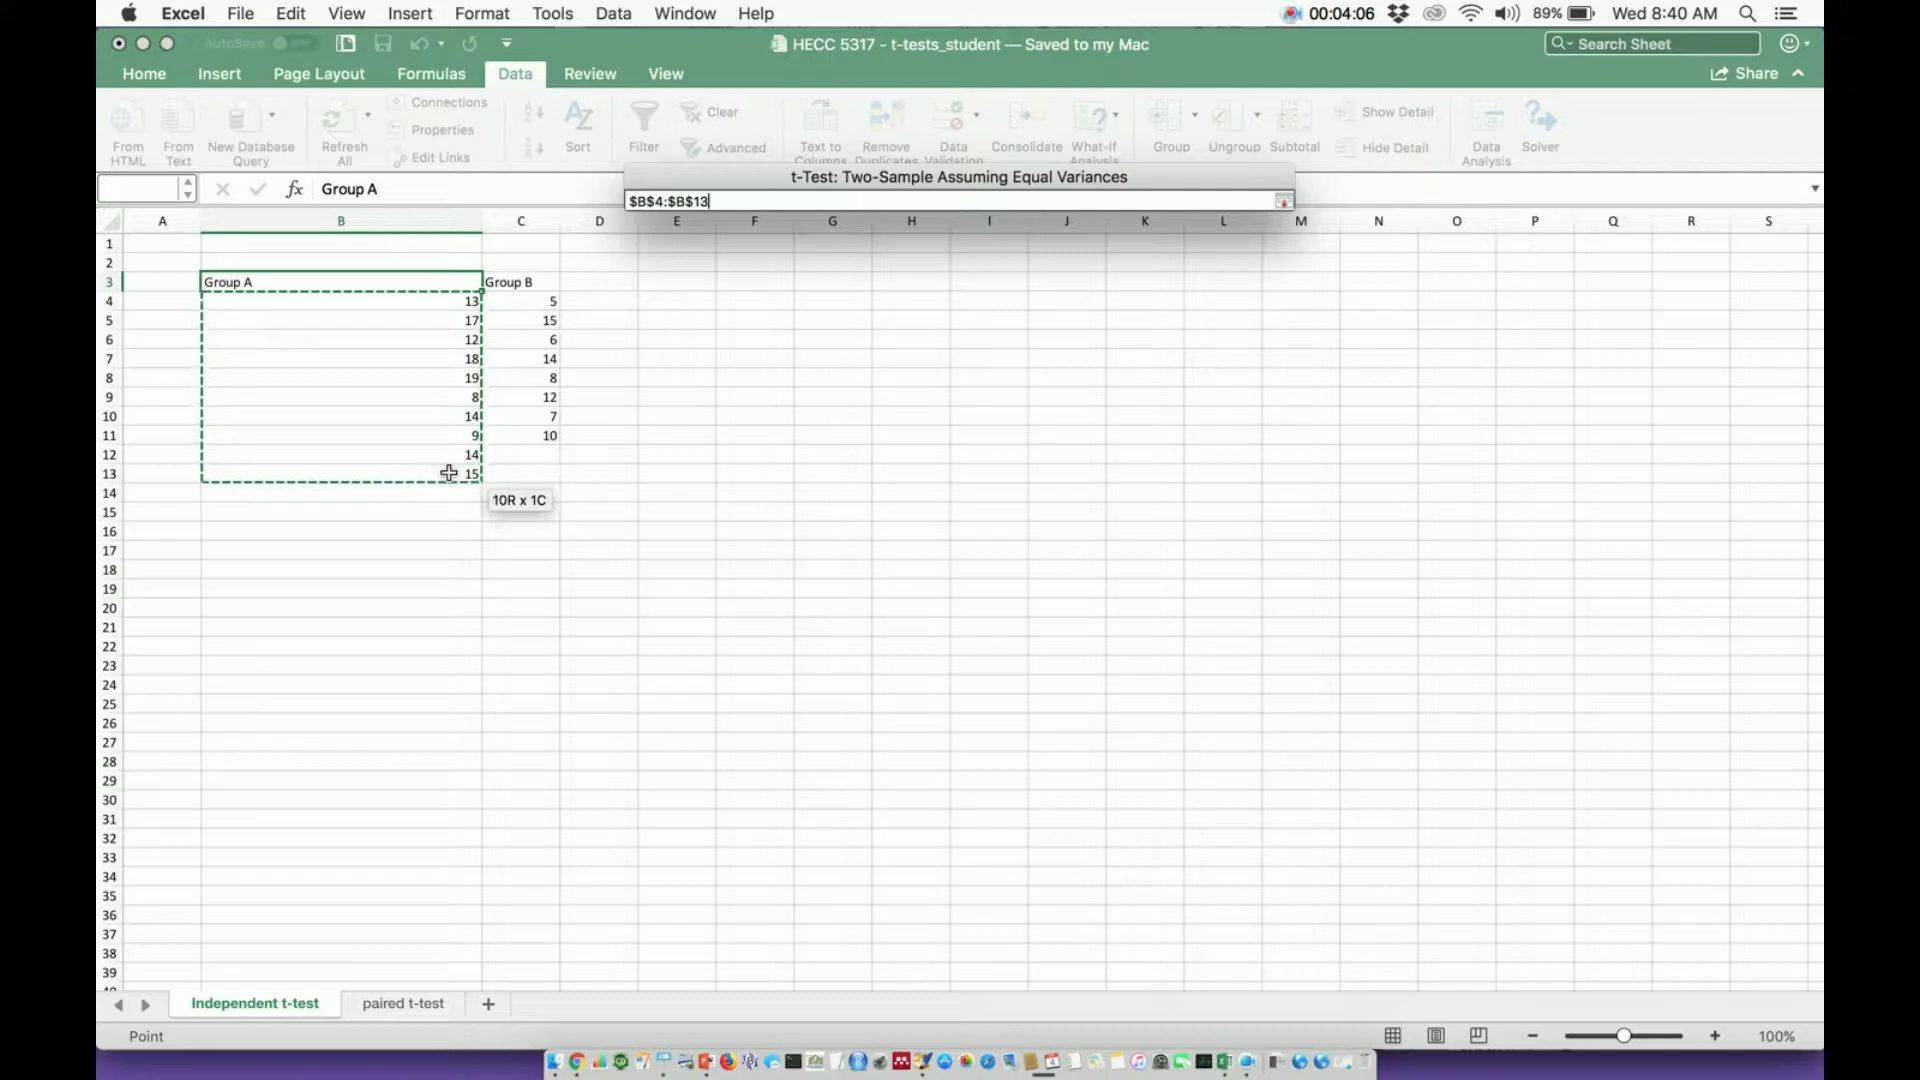 Excel File Edit View Insert Format Tools Data Window Help 00:04:06 89% Wed 8:40 AM
AutoSave HECC 5317 - t-tests_student — Saved to my Mac Search Sheet
Home Insert Page Layout Formulas Data Review View Share
Connections Clear Show Detail
Properties
From HTML From Text New Database Query Refresh All Edit Links Sort Filter Advanced Text to Columns Remove Duplicates Data Validation Consolidate What-If Analysis Group Ungroup Subtotal Hide Detail Data Analysis Solver
t-Test: Two-Sample Assuming Equal Variances
fx Group A
$B$4:$B$13
A B C D E F G H I J K L M N O P Q R S
1
2
3 Group A Group B
4 13 5
5 17 15
6 12 6
7 18 14
8 19 8
9 8 12
10 14 7
11 9 10
12 14
13 15
14
10R x 1C
15
16
17
18
19
20
21
22
23
24
25
26
27
28
29
30
31
32
33
34
35
36
37
38
39
Independent t-test paired t-test +
Point 100%